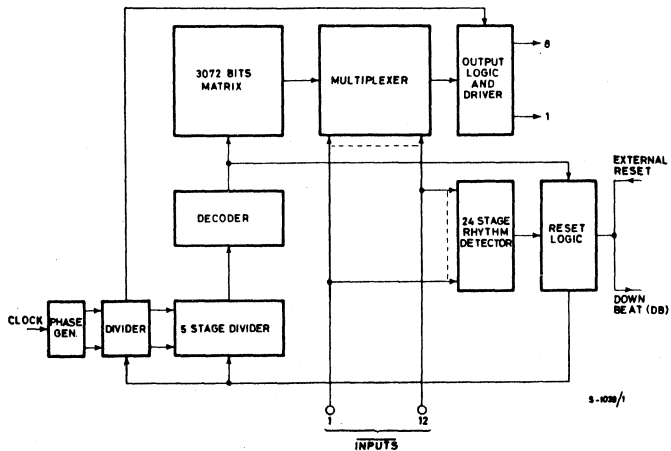 3072 BITS
MATRIX
MULTIPLEXER
OUTPUT
LOGIC
AND
DRIVER
8
1
EXTERNAL
RESET
DECODER
24 STAGE
RHYTHM
DETECTOR
RESET
LOGIC
DOWN
BEAT (DB)
CLOCK
PHASE
GEN.
DIVIDER
5 STAGE DIVIDER
S-1028/1
1
12
INPUTS